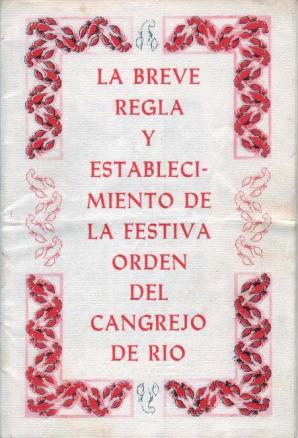 LA BREVE
REGLA
Y
ESTABLECI-
MIENTO DE
LA FESTIVA
ORDEN
DEL
CANGREJO
DE RIO